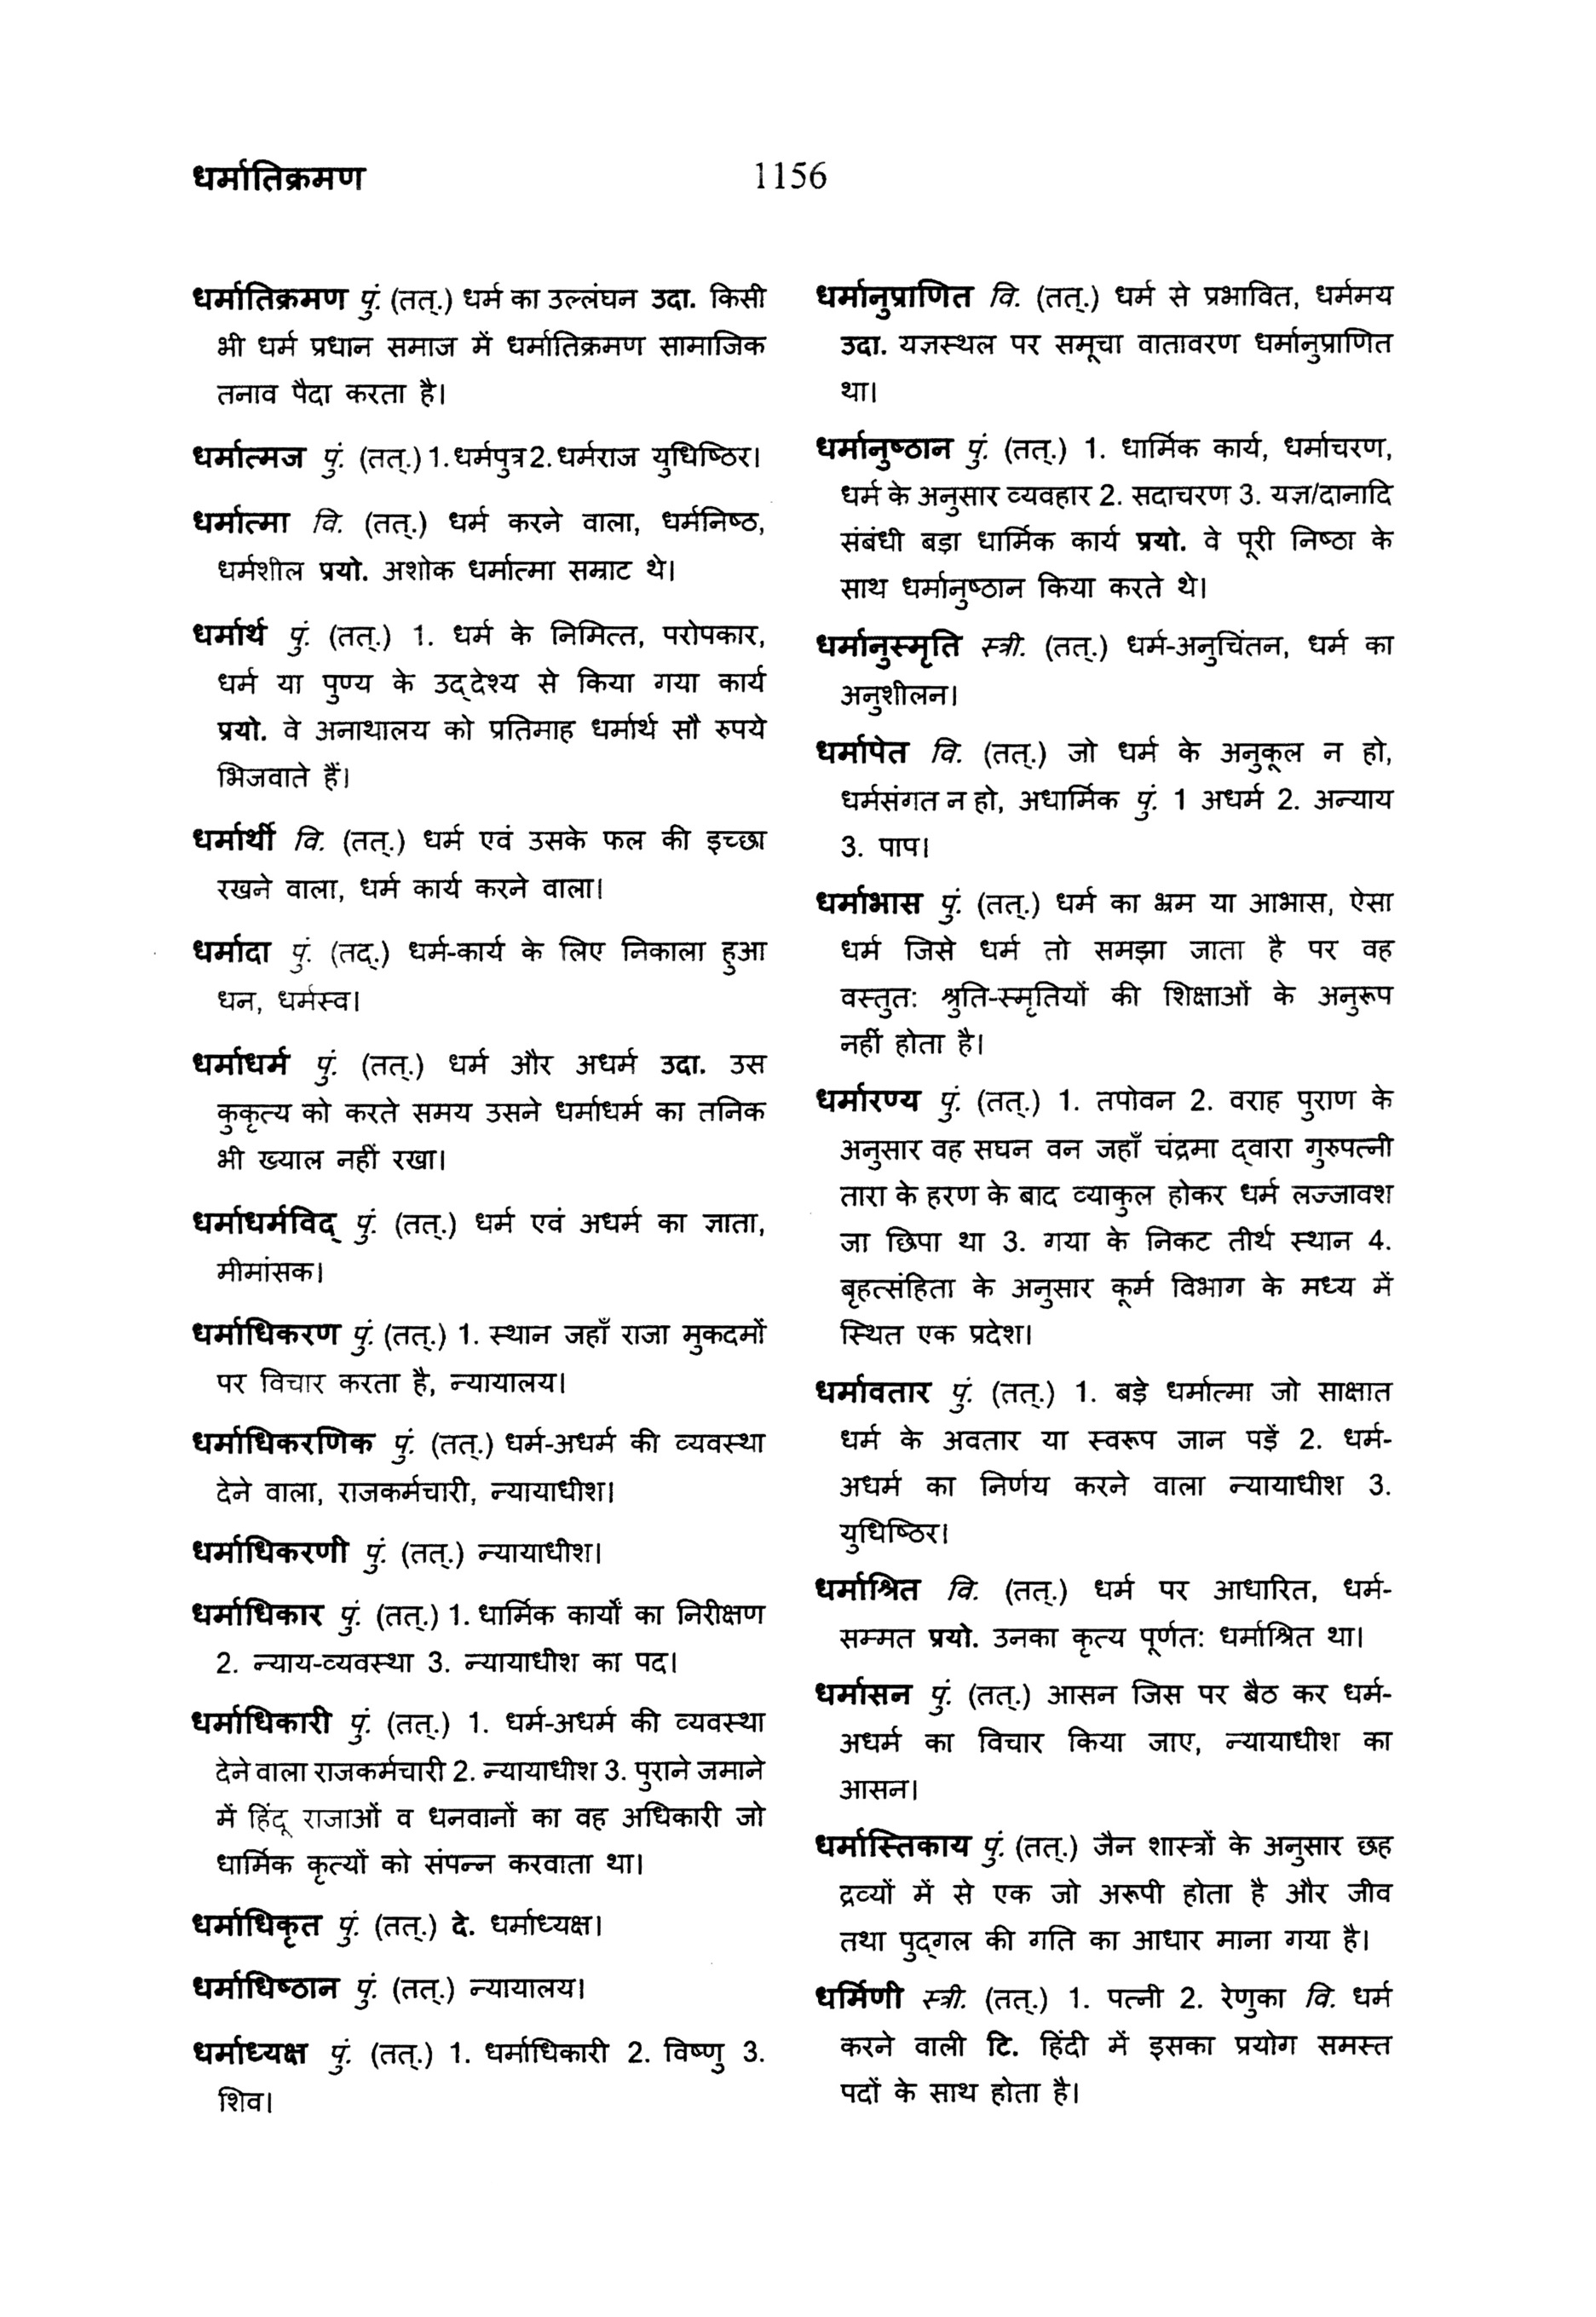 धर्मातिक्रमण
1156
धर्मातिक्रमण पुं. (तत्.) धर्म का उल्लंघन उदा. किसी
भी धर्म प्रधान समाज में धर्मातिक्रमण सामाजिक
तनाव पैदा करता है।
धर्मात्मज पुं. (तत्.) 1. धर्मपुत्र 2. धर्मराज युधिष्ठिर।
धर्मात्मा वि. (तत्.) धर्म करने वाला, धर्मनिष्ठ,
धर्मशील प्रयो. अशोक धर्मात्मा सम्राट थे।
धर्मार्थ पुं. (तत्.) 1. धर्म के निमित्त, परोपकार,
धर्म या पुण्य के उद्‌देश्य से किया गया कार्य
प्रयो. वे अनाथालय को प्रतिमाह धर्मार्थ सौ रुपये
भिजवाते हैं।
धर्मार्थी वि. (तत्.) धर्म एवं उसके फल की इच्छा
रखने वाला, धर्म कार्य करने वाला।
धर्मादा पुं. (तद्.) धर्म-कार्य के लिए निकाला हुआ
धन, धर्मस्व।
धर्माधर्म पुं. (तत्.) धर्म और अधर्म उदा. उस
कुकृत्य को करते समय उसने धर्माधर्म का तनिक
भी ख्याल नहीं रखा।
धर्माधर्मविद् पुं. (तत्.) धर्म एवं अधर्म का ज्ञाता,
मीमांसक।
धर्माधिकरण पुं. (तत्.) 1. स्थान जहाँ राजा मुकदमों
पर विचार करता है, न्यायालय।
धर्माधिकरणिक पुं. (तत्.) धर्म-अधर्म की व्यवस्था
देने वाला, राजकर्मचारी, न्यायाधीश।
धर्माधिकरणी पुं. (तत्.) न्यायाधीश।
धर्माधिकार पुं. (तत्.) 1. धार्मिक कार्यों का निरीक्षण
2. न्याय-व्यवस्था 3. न्यायाधीश का पद।
धर्माधिकारी पुं. (तत्.) 1. धर्म-अधर्म की व्यवस्था
देने वाला राजकर्मचारी 2. न्यायाधीश 3. पुराने जमाने
में हिंदू राजाओं व धनवानों का वह अधिकारी जो
धार्मिक कृत्यों को संपन्न करवाता था।
धर्माधिकृत पुं. (तत्.) दे. धर्माध्यक्ष।
धर्माधिष्ठान पुं. (तत्.) न्यायालय।
धर्माध्यक्ष पुं. (तत्.) 1. धर्माधिकारी 2. विष्णु 3.
शिव।
धर्मानुप्राणित वि. (तत्.) धर्म से प्रभावित, धर्ममय
उदा. यज्ञस्थल पर समूचा वातावरण धर्मानुप्राणित
था।
धर्मानुष्ठान पुं. (तत्.) 1. धार्मिक कार्य, धर्माचरण,
धर्म के अनुसार व्यवहार 2. सदाचरण 3. यज्ञ/दानादि
संबंधी बड़ा धार्मिक कार्य प्रयो. वे पूरी निष्ठा के
साथ धर्मानुष्ठान किया करते थे।
धर्मानुस्मृति स्त्री. (तत्.) धर्म-अनुचिंतन, धर्म का
अनुशीलन।
धर्मापेत वि. (तत्.) जो धर्म के अनुकूल न हो,
धर्मसंगत न हो, अधार्मिक पुं. 1 अधर्म 2. अन्याय
3. पाप।
धर्माभास पुं. (तत्.) धर्म का भ्रम या आभास, ऐसा
धर्म जिसे धर्म तो समझा जाता है पर वह
वस्तुत: श्रुति-स्मृतियों की शिक्षाओं के अनुरूप
नहीं होता है।
धर्मारण्य पुं. (तत्.) 1. तपोवन 2. वराह पुराण के
अनुसार वह सघन वन जहाँ चंद्रमा द्‌वारा गुरुपत्नी
तारा के हरण के बाद व्याकुल होकर धर्म लज्जावश
जा छिपा था 3. गया के निकट तीर्थ स्थान 4.
बृहत्संहिता के अनुसार कूर्म विभाग के मध्य में
स्थित एक प्रदेश।
धर्मावतार पुं. (तत्.) 1. बड़े धर्मात्मा जो साक्षात
धर्म के अवतार या स्वरूप जान पड़ें 2. धर्म-
अधर्म का निर्णय करने वाला न्यायाधीश 3.
युधिष्ठिर।
धर्माश्रित वि. (तत्.) धर्म पर आधारित, धर्म-
सम्मत प्रयो. उनका कृत्य पूर्णत: धर्माश्रित था।
धर्मासन पुं. (तत्.) आसन जिस पर बैठ कर धर्म-
अधर्म का विचार किया जाए, न्यायाधीश का
आसन।
धर्मास्तिकाय पुं. (तत्.) जैन शास्त्रों के अनुसार छह
द्रव्यों में से एक जो अरूपी होता है और जीव
तथा पुद्‌गल की गति का आधार माना गया है।
धर्मिणी स्त्री. (तत्.) 1. पत्नी 2. रेणुका वि. धर्म
करने वाली टि. हिंदी में इसका प्रयोग समस्त
पदों के साथ होता है।